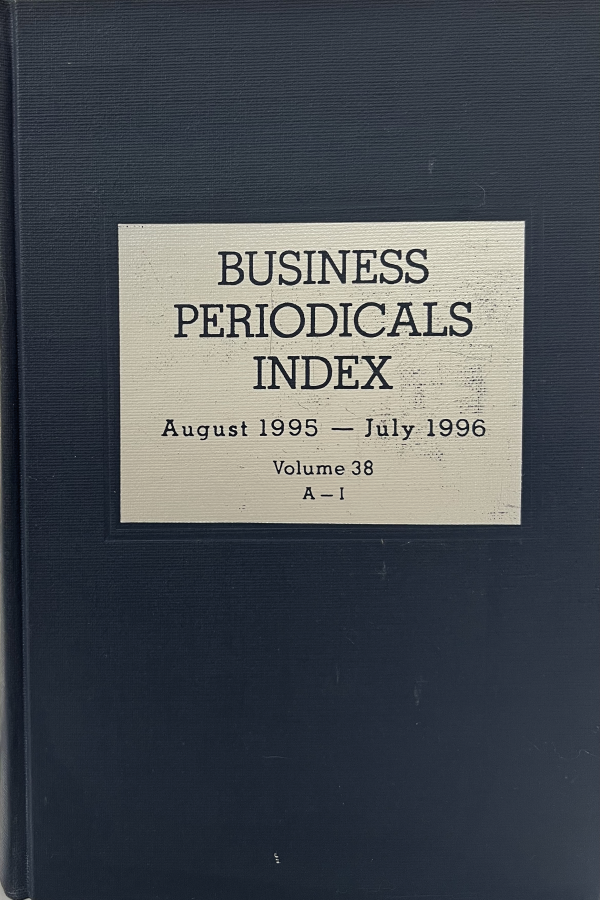 BUSINESS
PERIODICALS
INDEX
August 1995 — July 1996
Volume 38
A – I